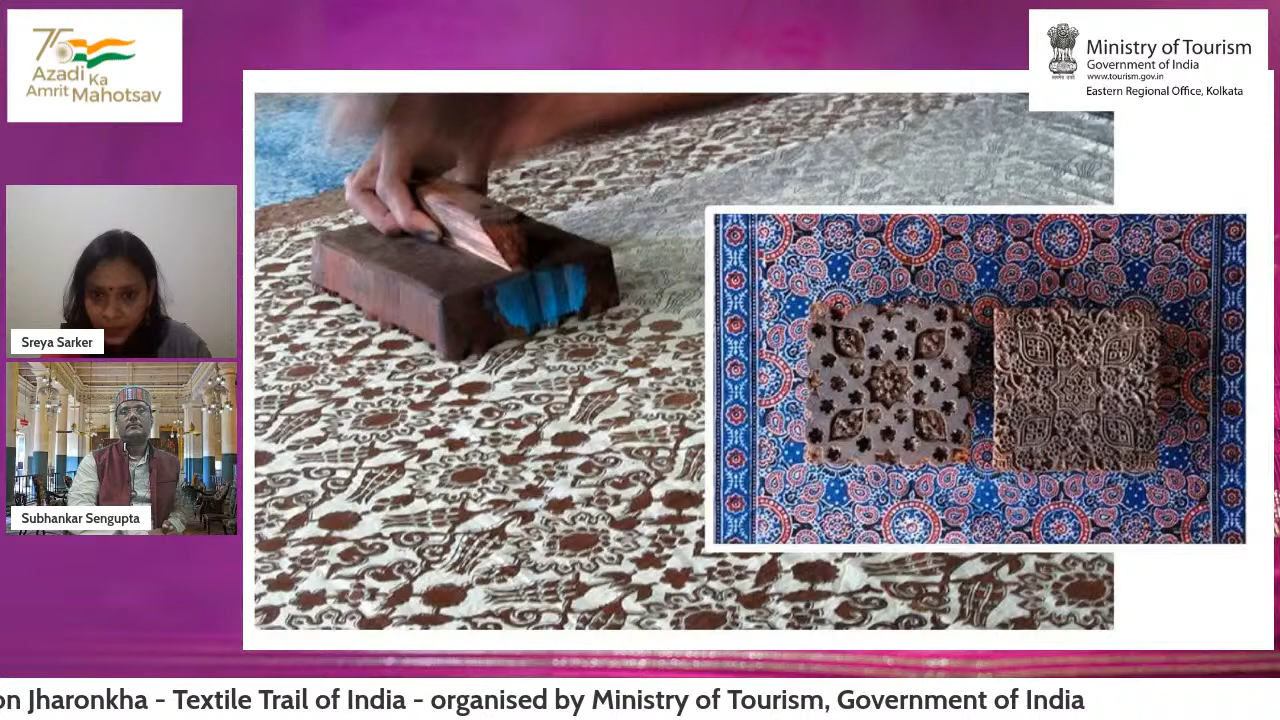 75
Azadi Ka
Amrit Mahotsav
Ministry of Tourism
Government of India
www.tourism.gov.in
Eastern Regional Office, Kolkata
Sreya Sarker
Subhankar Sengupta
on Jharonkha - Textile Trail of India - organised by Ministry of Tourism, Government of India